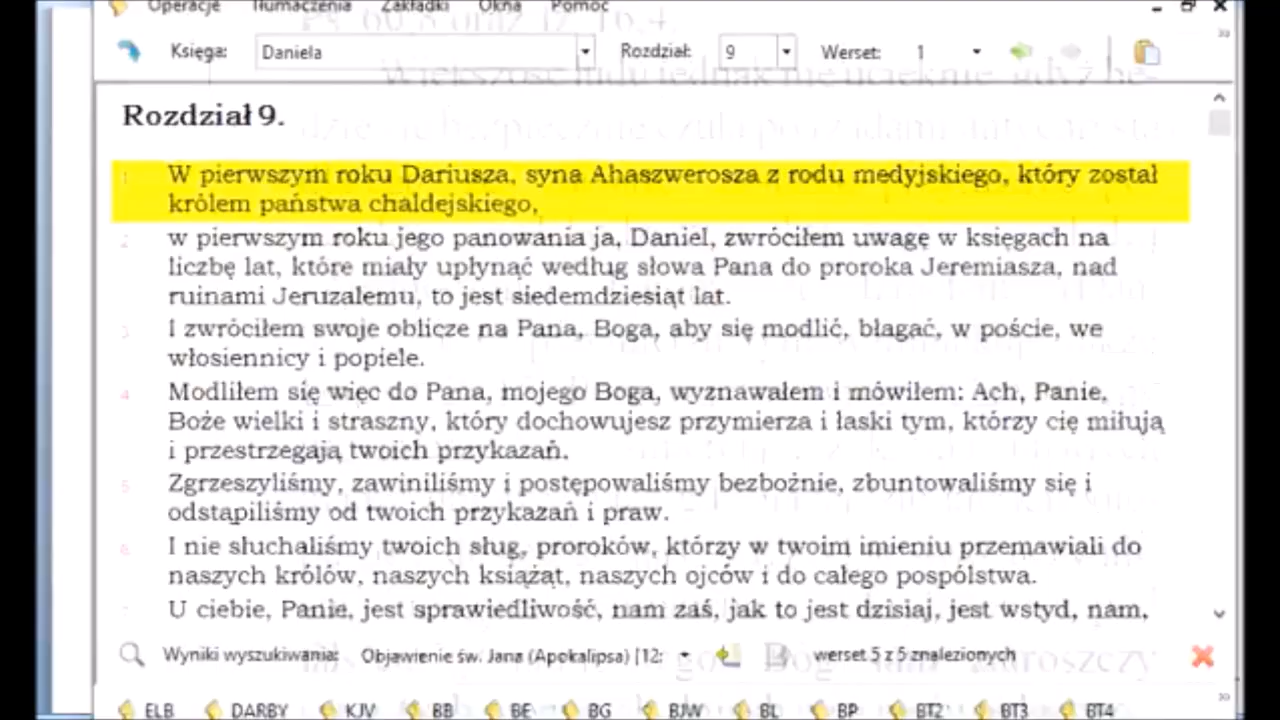 Operacje Tłumaczenia Zakładki Okna Pomoc
Księga: Daniela Rozdział: 9 Werset: 1
Rozdział 9.
1 W pierwszym roku Dariusza, syna Ahaszwerosza z rodu medyjskiego, który został
królem państwa chaldejskiego,
2 w pierwszym roku jego panowania ja, Daniel, zwróciłem uwagę w księgach na
liczbę lat, które miały upłynąć według słowa Pana do proroka Jeremiasza, nad
ruinami Jeruzalemu, to jest siedemdziesiąt lat.
3 I zwróciłem swoje oblicze na Pana, Boga, aby się modlić, błagać, w poście, we
włosiennicy i popiele.
4 Modliłem się więc do Pana, mojego Boga, wyznawałem i mówiłem: Ach, Panie,
Boże wielki i straszny, który dochowujesz przymierza i łaski tym, którzy cię miłują
i przestrzegają twoich przykazań.
5 Zgrzeszyliśmy, zawiniliśmy i postępowaliśmy bezbożnie, zbuntowaliśmy się i
odstąpiliśmy od twoich przykazań i praw.
6 I nie słuchaliśmy twoich sług, proroków, którzy w twoim imieniu przemawiali do
naszych królów, naszych książąt, naszych ojców i do całego pospólstwa.
U ciebie, Panie, jest sprawiedliwość, nam zaś, jak to jest dzisiaj, jest wstyd, nam,
Wyniki wyszukiwania: Objawienie św. Jana (Apokalipsa) [12: werset 5 z 5 znalezionych
ELB DARBY KJV BB BE BG BJW BL BP BT2 BT3 BT4